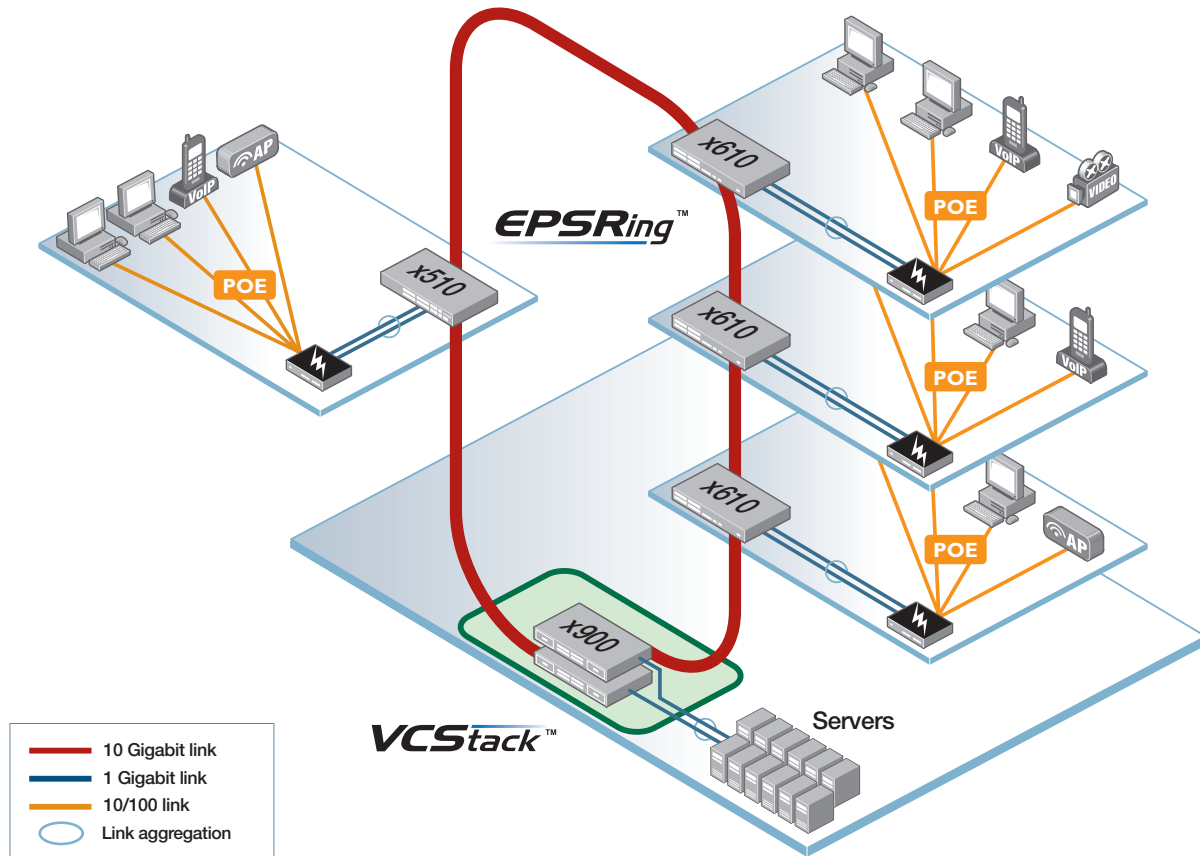 x610
AP
VoIP
VoIP
VIDEO
POE
EPSRing™
x510
POE
x610
VoIP
POE
x610
AP
POE
x900
VCStack™
Servers
10 Gigabit link
1 Gigabit link
10/100 link
Link aggregation